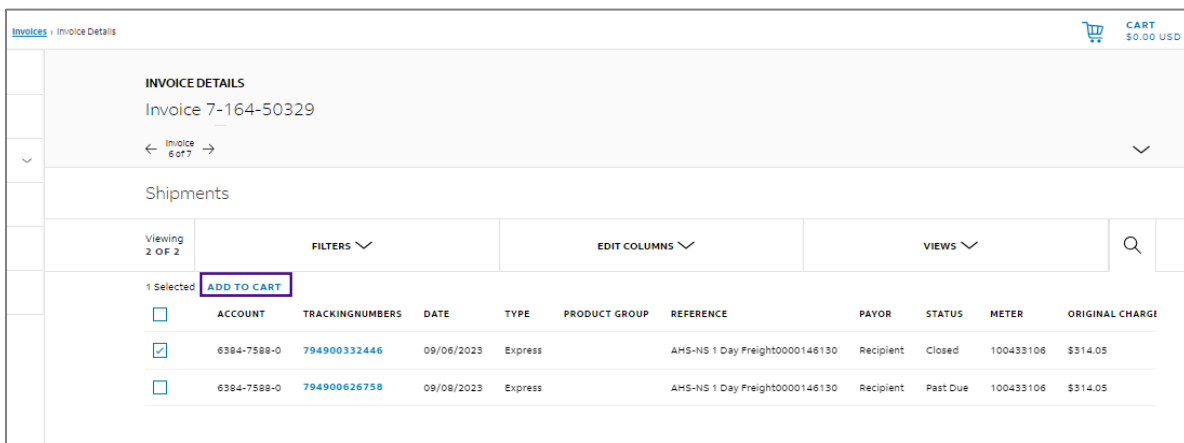 Invoices › Invoice Details
CART
$0.00 USD
INVOICE DETAILS
Invoice 7-164-50329
← Invoice →
6 of 7
Shipments
Viewing
2 OF 2
FILTERS
EDIT COLUMNS
VIEWS
1 Selected ADD TO CART
ACCOUNT TRACKINGNUMBERS DATE TYPE PRODUCT GROUP REFERENCE PAYOR STATUS METER ORIGINAL CHARGE
6384-7588-0 794900332446 09/06/2023 Express AHS-NS 1 Day Freight0000146130 Recipient Closed 100433106 $314.05
6384-7588-0 794900626758 09/08/2023 Express AHS-NS 1 Day Freight0000146130 Recipient Past Due 100433106 $314.05